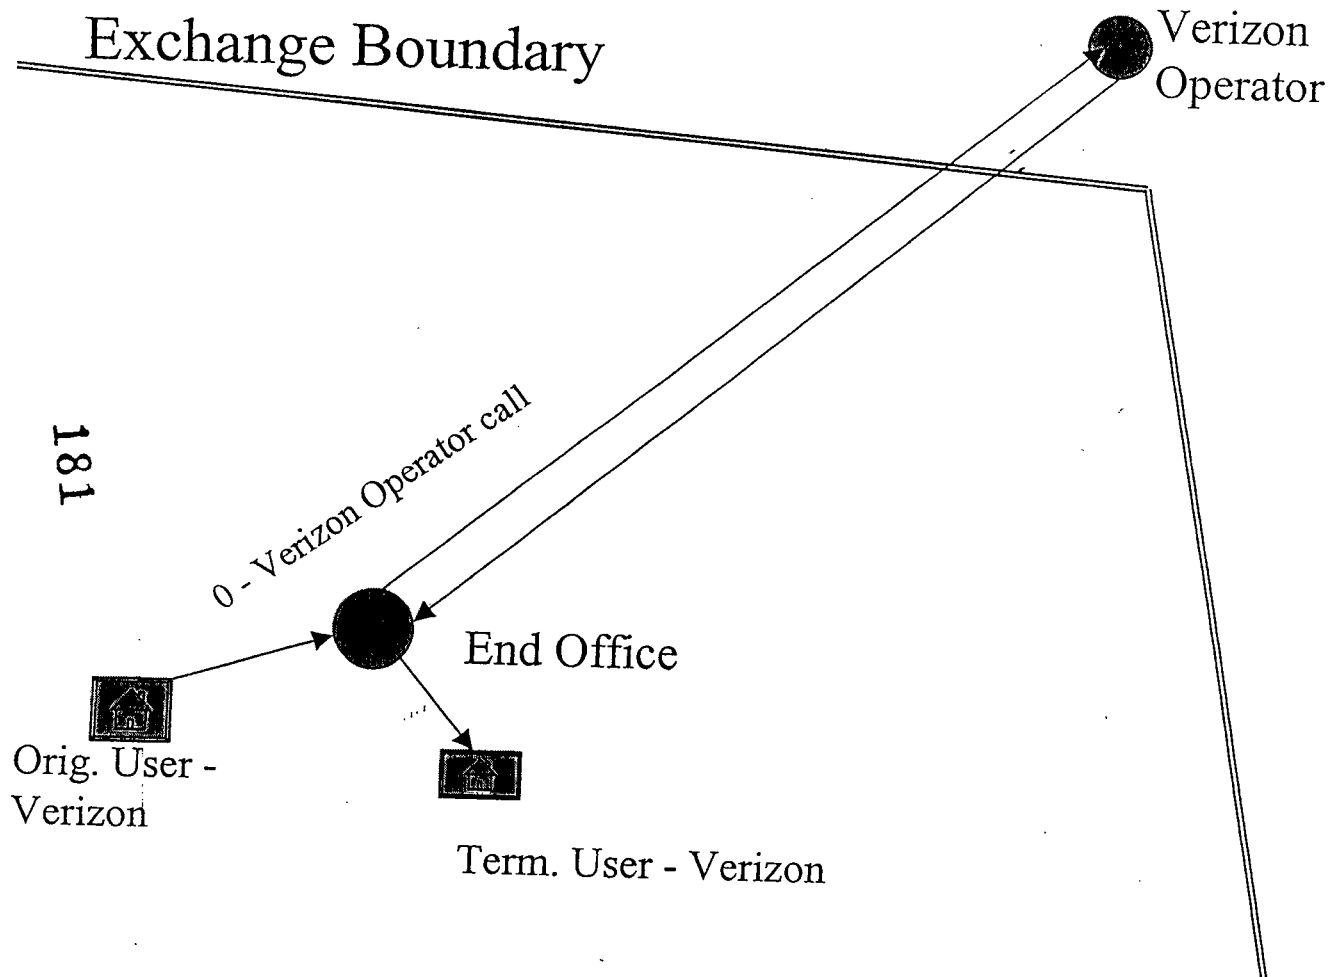 Exchange Boundary
Verizon
Operator
181
0 - Verizon Operator call
End Office
Orig. User -
Verizon
Term. User - Verizon